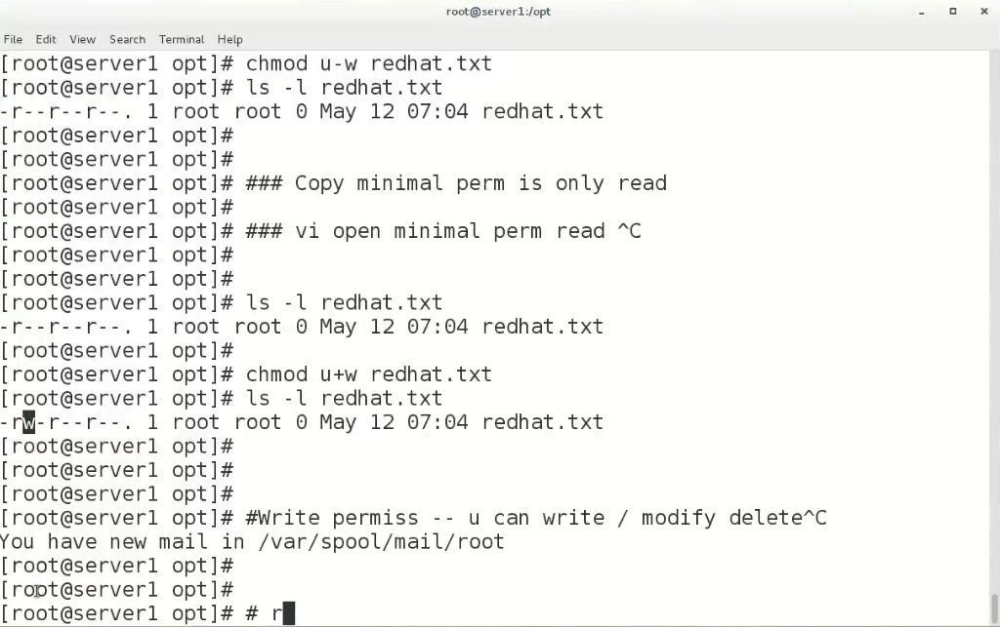 root@server1:/opt
File Edit View Search Terminal Help
[root@server1 opt]# chmod u-w redhat.txt
[root@server1 opt]# ls -l redhat.txt
-r--r--r--. 1 root root 0 May 12 07:04 redhat.txt
[root@server1 opt]#
[root@server1 opt]#
[root@server1 opt]# ### Copy minimal perm is only read
[root@server1 opt]#
[root@server1 opt]# ### vi open minimal perm read ^C
[root@server1 opt]#
[root@server1 opt]#
[root@server1 opt]# ls -l redhat.txt
-r--r--r--. 1 root root 0 May 12 07:04 redhat.txt
[root@server1 opt]#
[root@server1 opt]# chmod u+w redhat.txt
[root@server1 opt]# ls -l redhat.txt
-rw-r--r--. 1 root root 0 May 12 07:04 redhat.txt
[root@server1 opt]#
[root@server1 opt]#
[root@server1 opt]#
[root@server1 opt]# #Write permiss -- u can write / modify delete^C
You have new mail in /var/spool/mail/root
[root@server1 opt]#
[root@server1 opt]#
[root@server1 opt]# # r